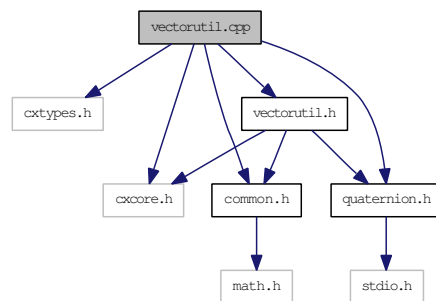 vectorutil.cpp
cxtypes.h
vectorutil.h
cxcore.h
common.h
quaternion.h
math.h
stdio.h